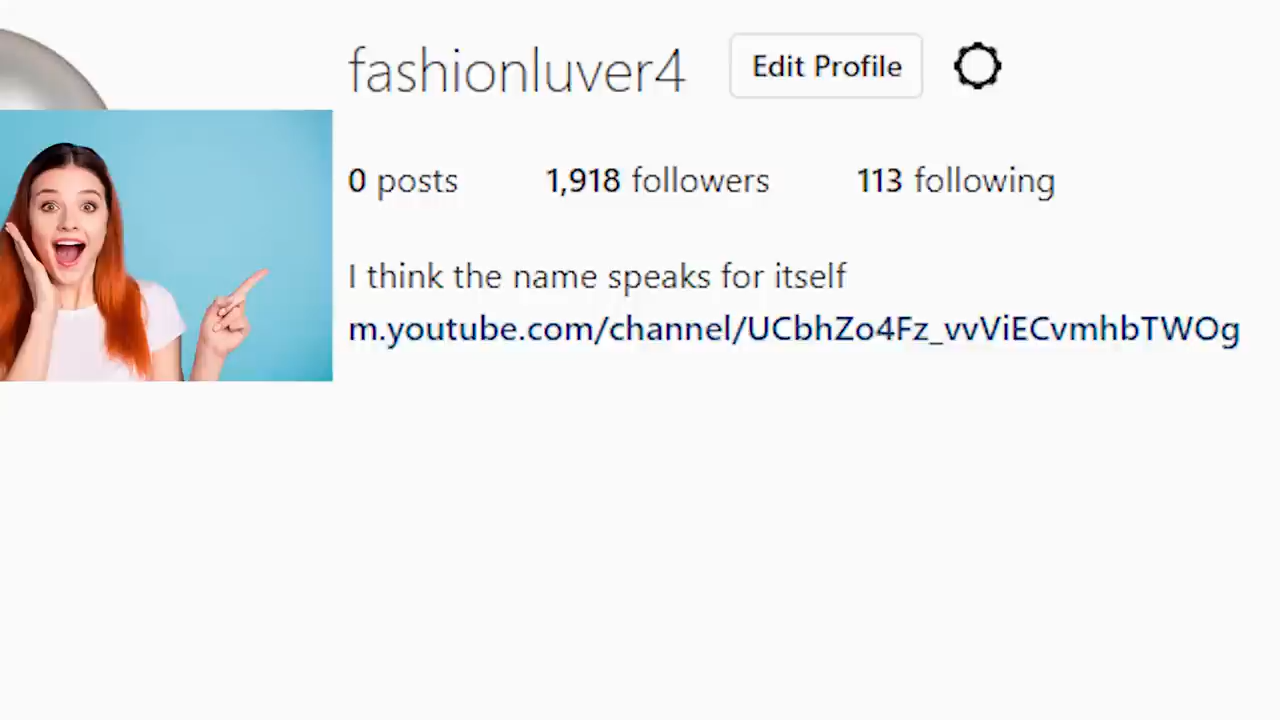 fashionluver4 Edit Profile
0 posts 1,918 followers 113 following
I think the name speaks for itself
m.youtube.com/channel/UCbhZo4Fz_vvViECvmhbTWOg